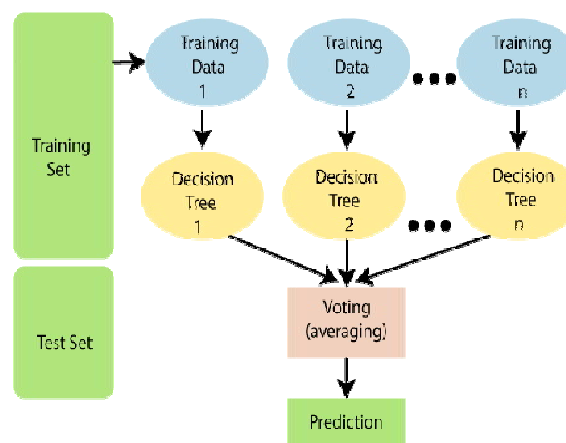 Training
Set
Training
Data
1
Training
Data
2
Training
Data
n
Decision
Tree
1
Decision
Tree
2
Decision
Tree
n
Test Set
Voting
(averaging)
Prediction